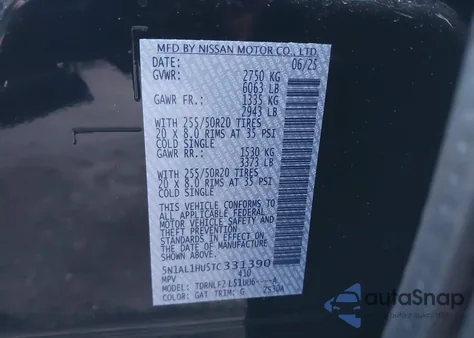 MFD BY NISSAN MOTOR CO., LTD.
DATE: 06/25
GVWR: 2750 KG
6063 LB
GAWR FR.: 1335 KG
2943 LB
WITH 255/50R20 TIRES
20 X 8.0 RIMS AT 35 PSI
COLD SINGLE
GAWR RR.: 1530 KG
3373 LB
WITH 255/50R20 TIRES
20 X 8.0 RIMS AT 35 PSI
COLD SINGLE
THIS VEHICLE CONFORMS TO
ALL APPLICABLE FEDERAL
MOTOR VEHICLE SAFETY
STANDARDS IN EFFECT ON THE
DATE OF MANUFACTURE
SHOWN ABOVE.
5N1AL1HU5TC331390
MPV 410
MODEL:
COLOR: GAT TRIM: G
autoSnap